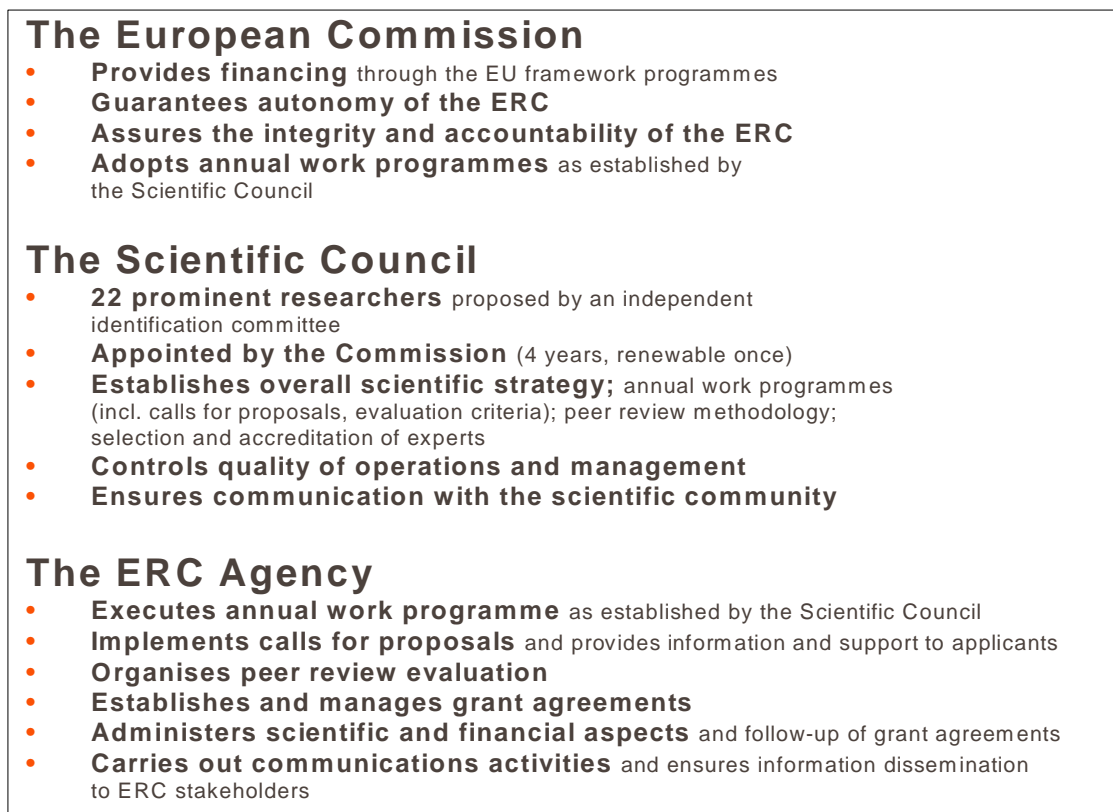 The European Commission
• Provides financing through the EU framework programmes
• Guarantees autonomy of the ERC
• Assures the integrity and accountability of the ERC
• Adopts annual work programmes as established by
the Scientific Council
The Scientific Council
• 22 prominent researchers proposed by an independent
identification committee
• Appointed by the Commission (4 years, renewable once)
• Establishes overall scientific strategy; annual work programmes
(incl. calls for proposals, evaluation criteria); peer review methodology;
selection and accreditation of experts
• Controls quality of operations and management
• Ensures communication with the scientific community
The ERC Agency
• Executes annual work programme as established by the Scientific Council
• Implements calls for proposals and provides information and support to applicants
• Organises peer review evaluation
• Establishes and manages grant agreements
• Administers scientific and financial aspects and follow-up of grant agreements
• Carries out communications activities and ensures information dissemination
to ERC stakeholders